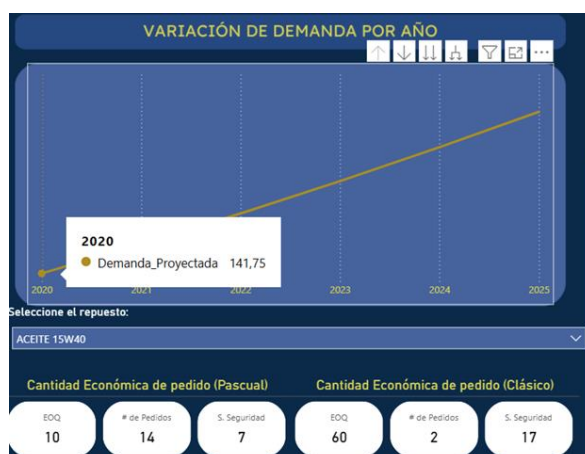 VARIACIÓN DE DEMANDA POR AÑO
2020
Demanda_Proyectada 141,75
2020 2021 2022 2023 2024 2025
Seleccione el repuesto:
ACEITE 15W40
Cantidad Económica de pedido (Pascual) Cantidad Económica de pedido (Clásico)
EOQ # de Pedidos S. Seguridad EOQ # de Pedidos S. Seguridad
10 14 7 60 2 17